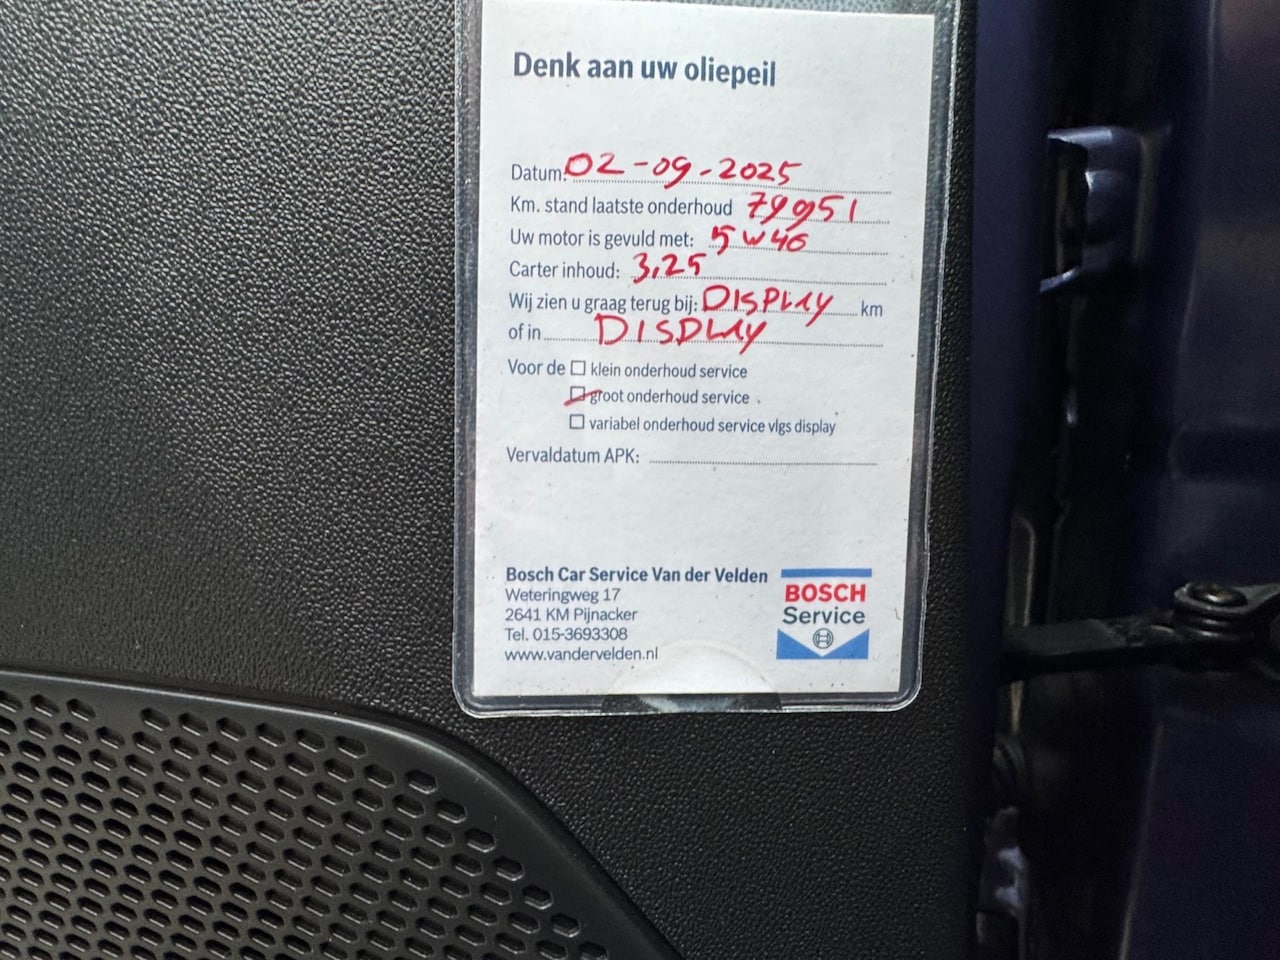 Denk aan uw oliepeil
Datum: 02-09-2025
Km. stand laatste onderhoud 79951
Uw motor is gevuld met: 5w40
Carter inhoud: 3,25
Wij zien u graag terug bij: DISPLAY km
of in DISPLAY
Voor de klein onderhoud service
groot onderhoud service
variabel onderhoud service vlgs display
Vervaldatum APK:
Bosch Car Service Van der Velden
Weteringweg 17
2641 KM Pijnacker
Tel. 015-3693308
www.vandervelden.nl
BOSCH
Service